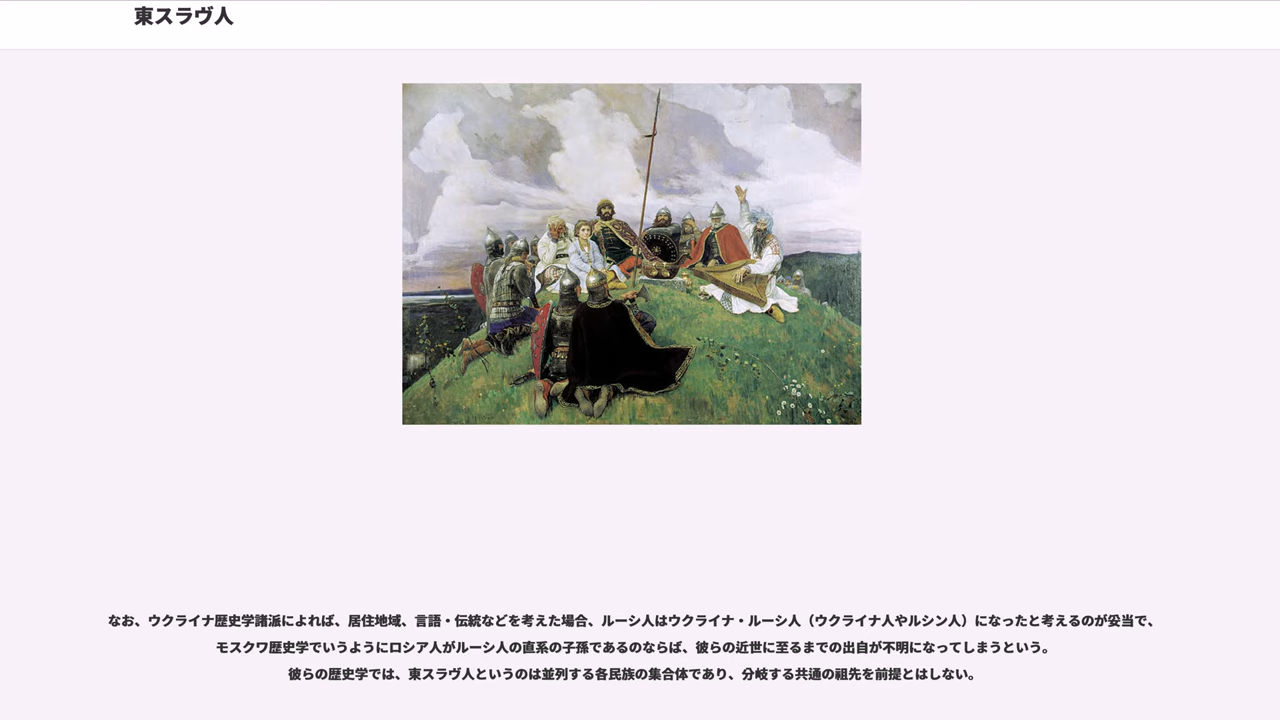 東スラヴ人
なお、ウクライナ歴史学諸派によれば、居住地域、言語・伝統などを考えた場合、ルーシ人はウクライナ・ルーシ人（ウクライナ人やルシン人）になったと考えるのが妥当で、
モスクワ歴史学でいうようにロシア人がルーシ人の直系の子孫であるのならば、彼らの近世に至るまでの出自が不明になってしまうという。
彼らの歴史学では、東スラヴ人というのは並列する各民族の集合体であり、分岐する共通の祖先を前提とはしない。